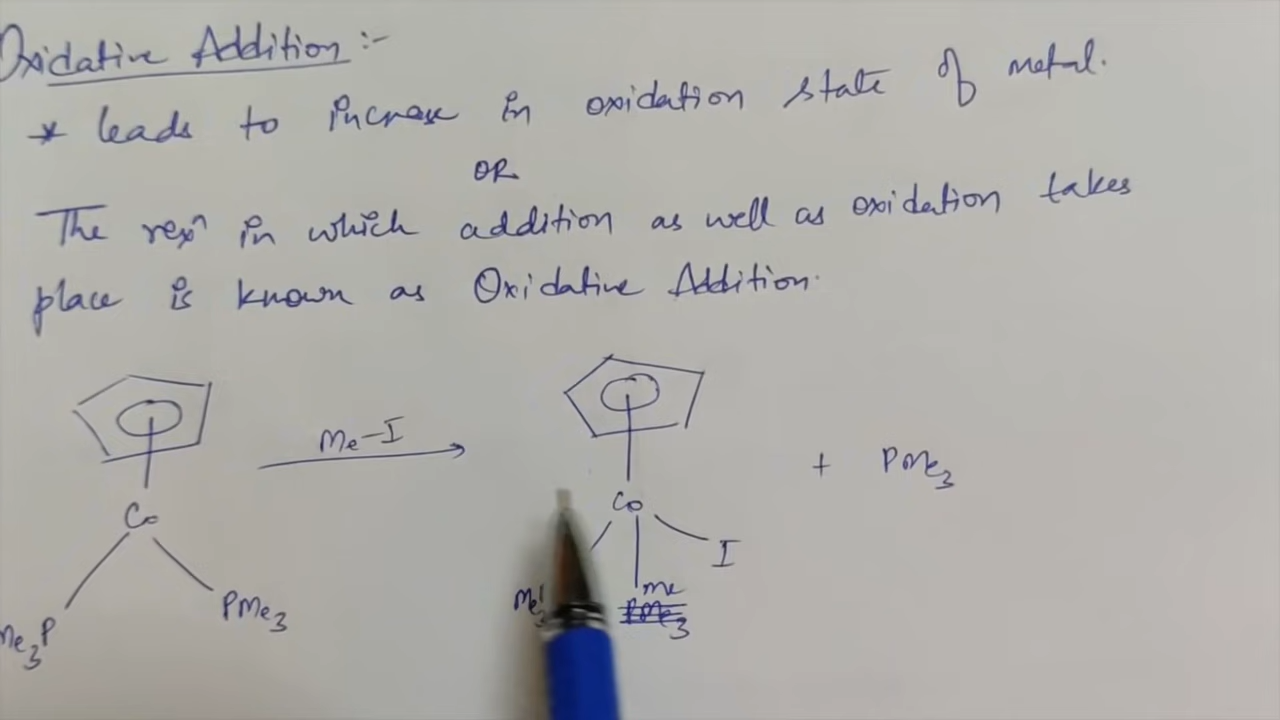 Oxidative Addition :-
* leads to increase in oxidation state of metal.
OR
The rexⁿ in which addition as well as oxidation takes
place is known as Oxidative Addition.
Me-I
+ PMe₃
Co
Co
I
Me
PMe₃
Me₃P
PMe₃